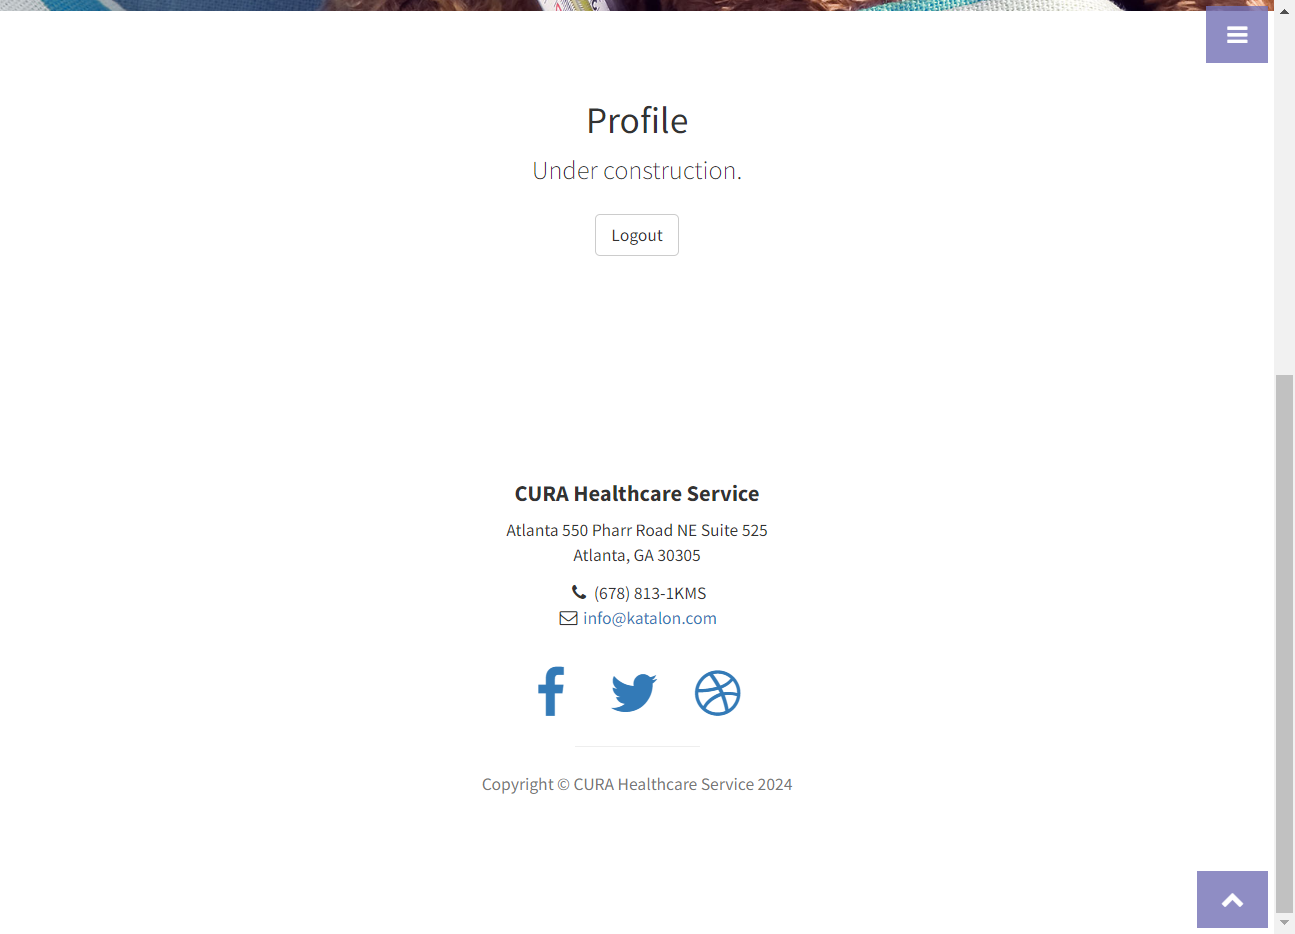 Profile
Under construction.
Logout
CURA Healthcare Service
Atlanta 550 Pharr Road NE Suite 525
Atlanta, GA 30305
(678) 813-1KMS
info@katalon.com
Copyright © CURA Healthcare Service 2024